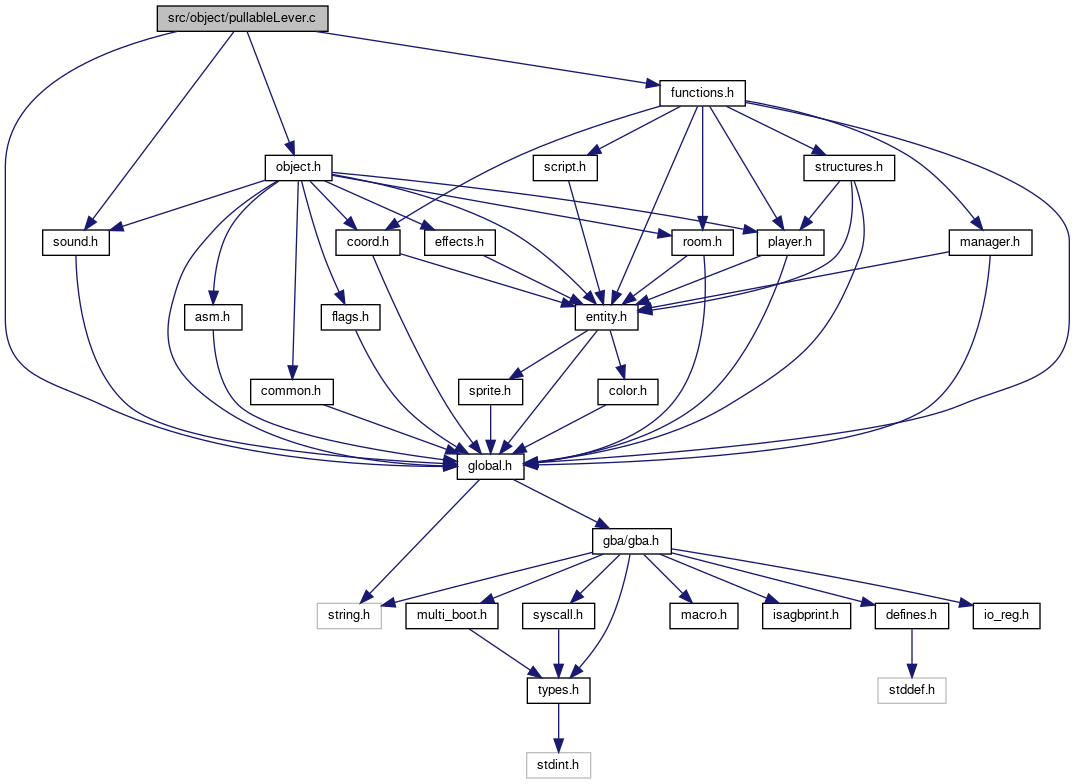 src/object/pullableLever.c
functions.h
object.h
script.h
structures.h
sound.h
coord.h
effects.h
room.h
player.h
manager.h
asm.h
flags.h
entity.h
common.h
sprite.h
color.h
global.h
gba/gba.h
string.h
multi_boot.h
syscall.h
macro.h
isagbprint.h
defines.h
io_reg.h
types.h
stddef.h
stdint.h